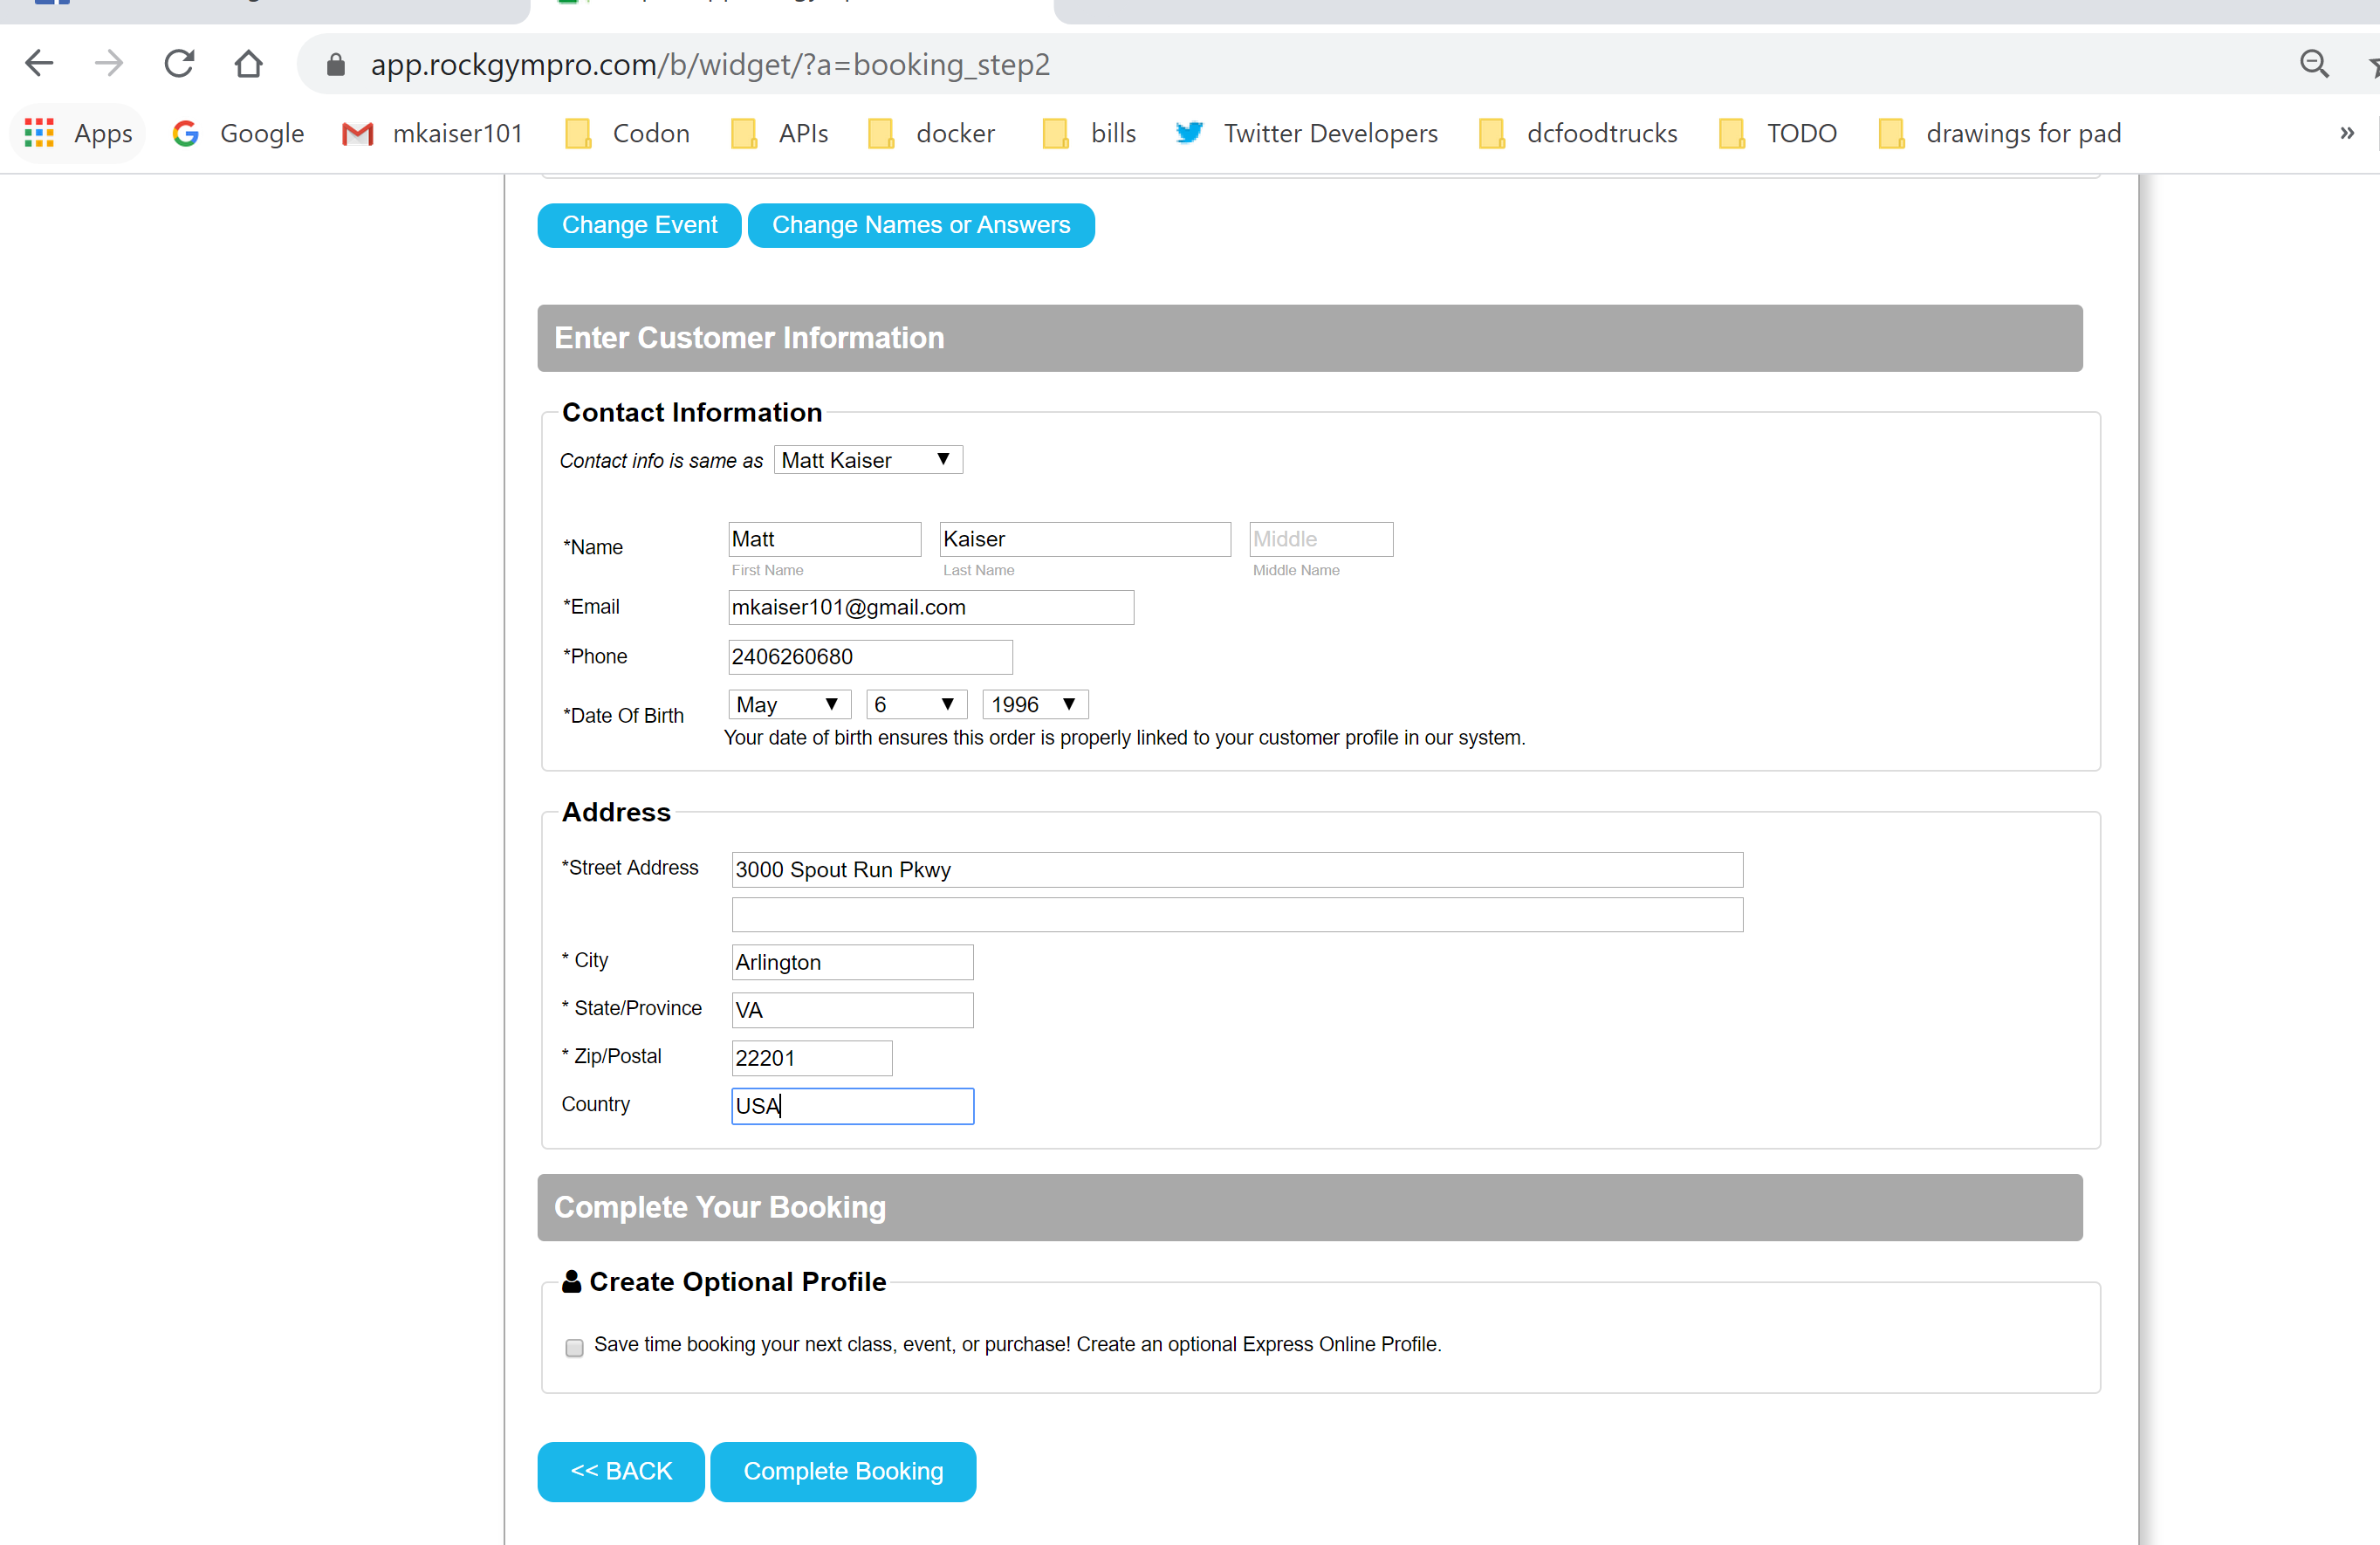 app.rockgympro.com/b/widget/?a=booking_step2
Apps Google mkaiser101 Codon APIs docker bills Twitter Developers dcfoodtrucks TODO drawings for pad »
Change Event Change Names or Answers
Enter Customer Information
Contact Information
Contact info is same as Matt Kaiser
*Name Matt Kaiser Middle
First Name Last Name Middle Name
*Email mkaiser101@gmail.com
*Phone 2406260680
*Date Of Birth May 6 1996
Your date of birth ensures this order is properly linked to your customer profile in our system.
Address
*Street Address 3000 Spout Run Pkwy
* City Arlington
* State/Province VA
* Zip/Postal 22201
Country USA
Complete Your Booking
Create Optional Profile
Save time booking your next class, event, or purchase! Create an optional Express Online Profile.
<< BACK Complete Booking